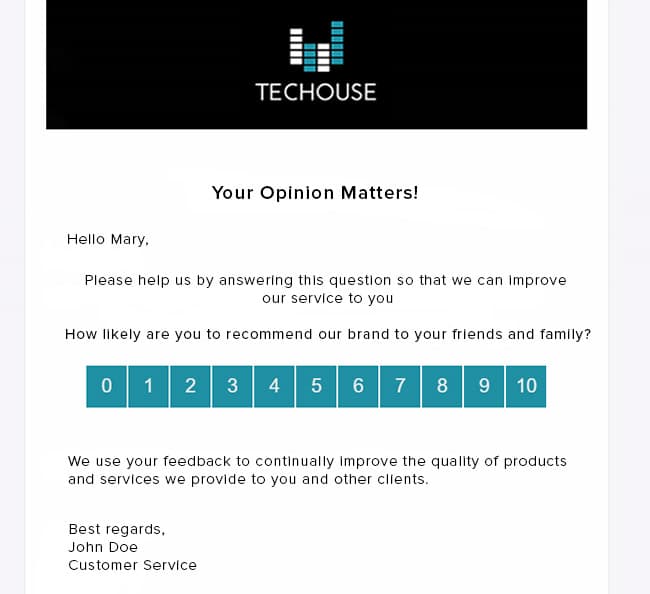 TECHOUSE
Your Opinion Matters!
Hello Mary,
Please help us by answering this question so that we can improve
our service to you
How likely are you to recommend our brand to your friends and family?
0 1 2 3 4 5 6 7 8 9 10
We use your feedback to continually improve the quality of products
and services we provide to you and other clients.
Best regards,
John Doe
Customer Service